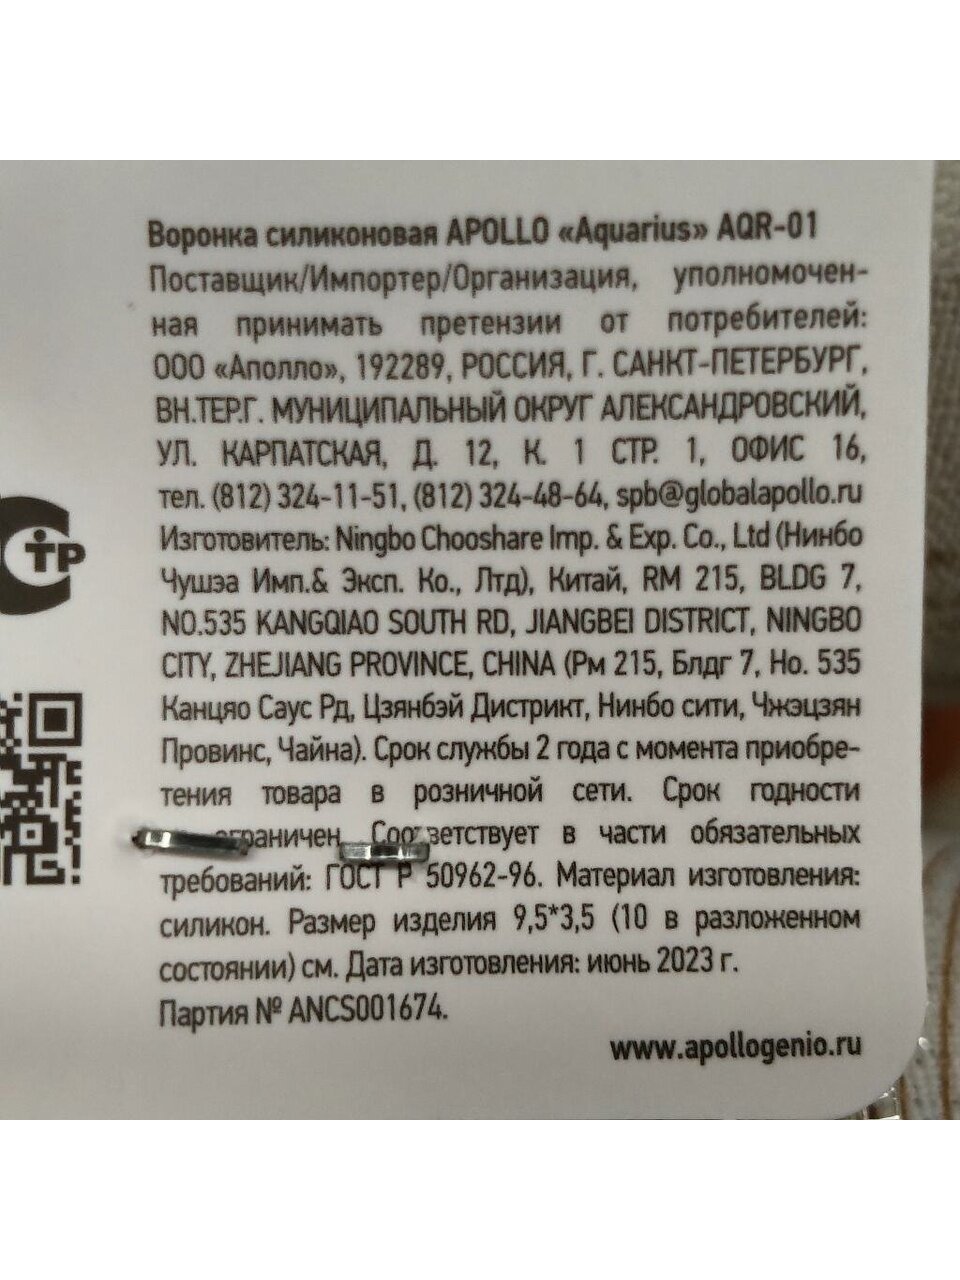 Воронка силиконовая APOLLO «Aquarius» AQR-01
Поставщик/Импортер/Организация, уполномочен-
ная принимать претензии от потребителей:
ООО «Аполло», 192289, РОССИЯ, Г. САНКТ-ПЕТЕРБУРГ,
ВН.ТЕР.Г. МУНИЦИПАЛЬНЫЙ ОКРУГ АЛЕКСАНДРОВСКИЙ,
УЛ. КАРПАТСКАЯ, Д. 12, К. 1 СТР. 1, ОФИС 16,
тел. (812) 324-11-51, (812) 324-48-64, spb@globalapollo.ru
Изготовитель: Ningbo Chooshare Imp. & Exp. Co., Ltd (Нинбо
Чушэа Имп.& Эксп. Ко., Лтд), Китай, RM 215, BLDG 7,
NO.535 KANGQIAO SOUTH RD, JIANGBEI DISTRICT, NINGBO
CITY, ZHEJIANG PROVINCE, CHINA (Рм 215, Блдг 7, Но. 535
Канцяо Саус Рд, Цзянбэй Дистрикт, Нинбо сити, Чжэцзян
Провинс, Чайна). Срок службы 2 года с момента приобре-
тения товара в розничной сети. Срок годности
ограничен. Соответствует в части обязательных
требований: ГОСТ Р 50962-96. Материал изготовления:
силикон. Размер изделия 9,5*3,5 (10 в разложенном
состоянии) см. Дата изготовления: июнь 2023 г.
Партия № ANCS001674.
www.apollogenio.ru
СТР